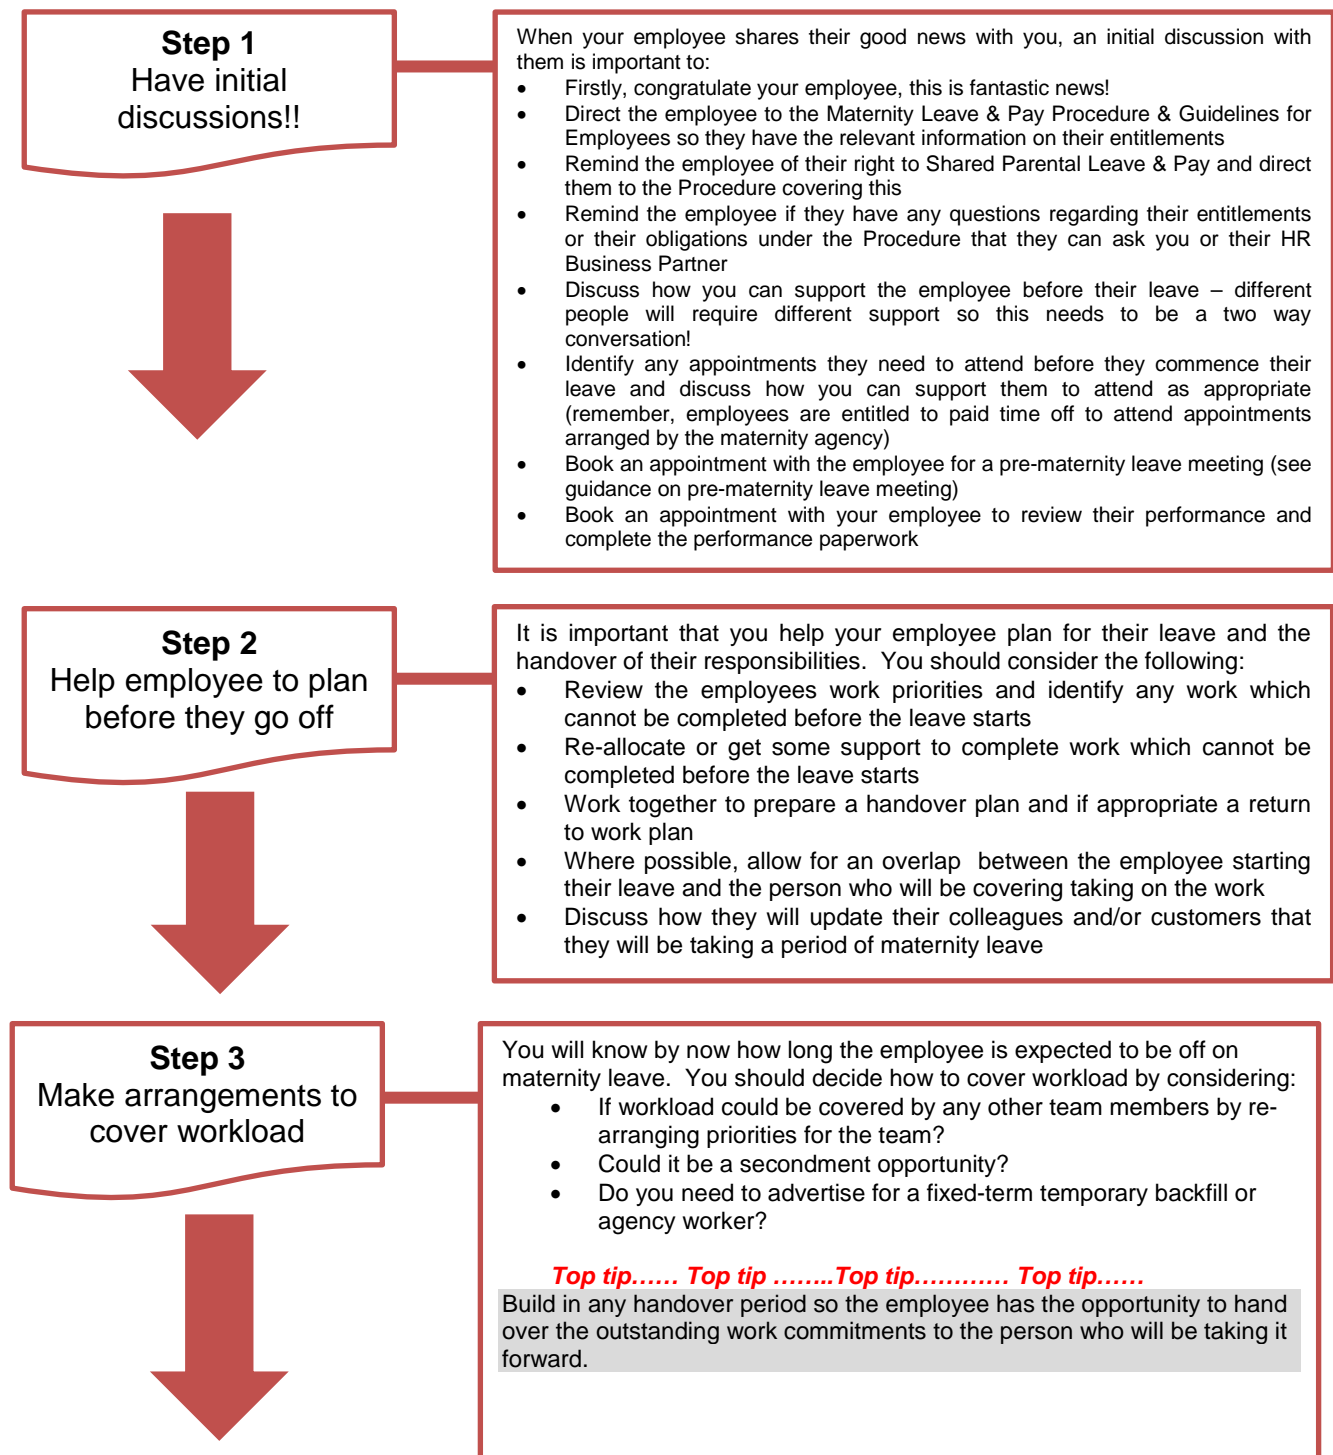 Step 1
Have initial
discussions!!
When your employee shares their good news with you, an initial discussion with
them is important to:
• Firstly, congratulate your employee, this is fantastic news!
• Direct the employee to the Maternity Leave & Pay Procedure & Guidelines for
Employees so they have the relevant information on their entitlements
• Remind the employee of their right to Shared Parental Leave & Pay and direct
them to the Procedure covering this
• Remind the employee if they have any questions regarding their entitlements
or their obligations under the Procedure that they can ask you or their HR
Business Partner
• Discuss how you can support the employee before their leave – different
people will require different support so this needs to be a two way
conversation!
• Identify any appointments they need to attend before they commence their
leave and discuss how you can support them to attend as appropriate
(remember, employees are entitled to paid time off to attend appointments
arranged by the maternity agency)
• Book an appointment with the employee for a pre-maternity leave meeting (see
guidance on pre-maternity leave meeting)
• Book an appointment with your employee to review their performance and
complete the performance paperwork
Step 2
Help employee to plan
before they go off
It is important that you help your employee plan for their leave and the
handover of their responsibilities. You should consider the following:
• Review the employees work priorities and identify any work which
cannot be completed before the leave starts
• Re-allocate or get some support to complete work which cannot be
completed before the leave starts
• Work together to prepare a handover plan and if appropriate a return
to work plan
• Where possible, allow for an overlap between the employee starting
their leave and the person who will be covering taking on the work
• Discuss how they will update their colleagues and/or customers that
they will be taking a period of maternity leave
Step 3
Make arrangements to
cover workload
You will know by now how long the employee is expected to be off on
maternity leave. You should decide how to cover workload by considering:
• If workload could be covered by any other team members by re-
arranging priorities for the team?
• Could it be a secondment opportunity?
• Do you need to advertise for a fixed-term temporary backfill or
agency worker?
Top tip…… Top tip ……..Top tip………… Top tip……
Build in any handover period so the employee has the opportunity to hand
over the outstanding work commitments to the person who will be taking it
forward.